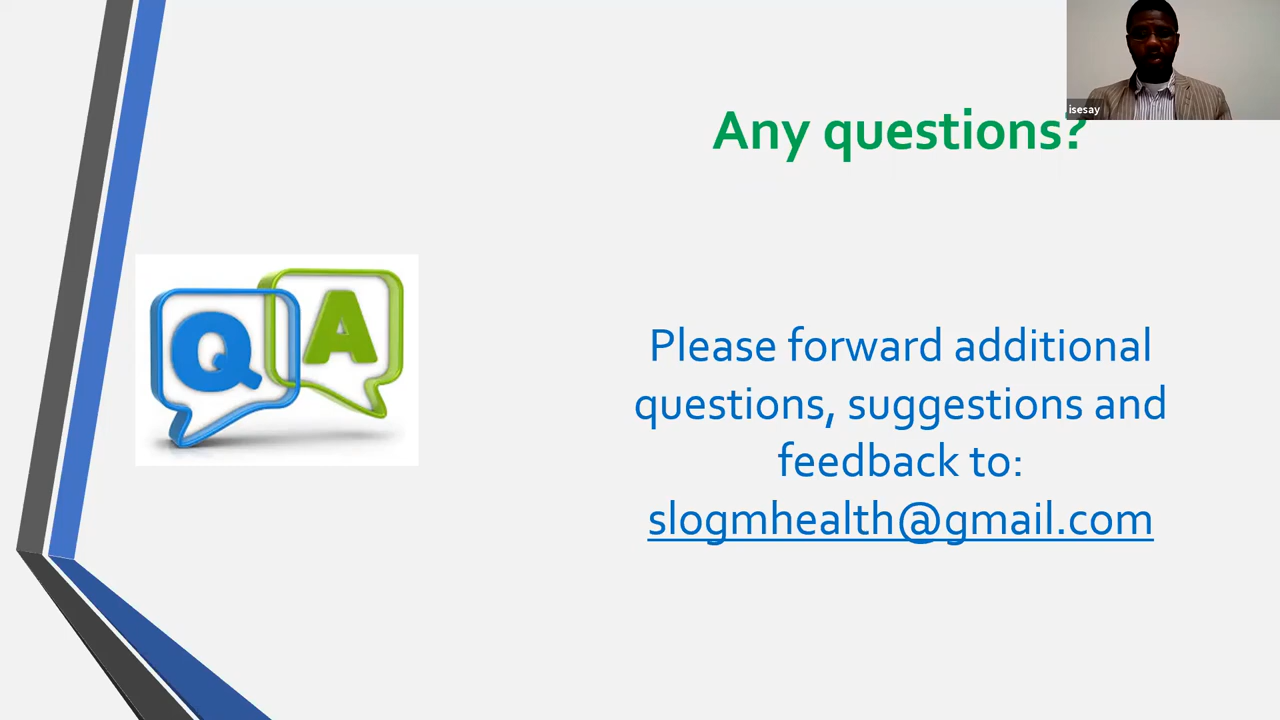 isesay
Any questions?
Q A
Please forward additional
questions, suggestions and
feedback to:
slogmhealth@gmail.com